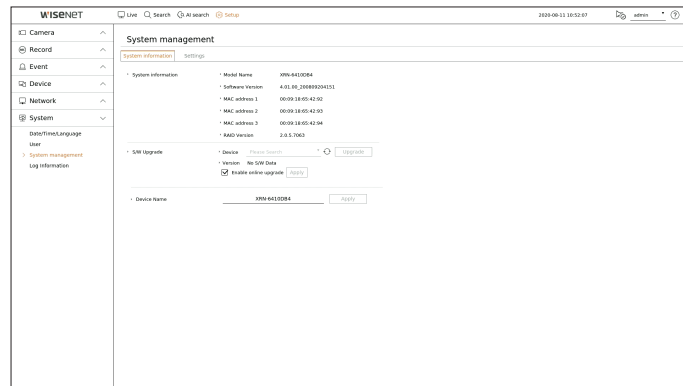 WISENET
Live Search AI search Setup 2020-08-11 10:52:07 admin ?
Camera
Record
Event
Device
Network
System
Date/Time/Language
User
> System management
Log Information
System management
System information Settings
System information
Model Name XRN-6410DB4
Software Version 4.01.00_200809204151
MAC address 1 00:09:18:65:42:92
MAC address 2 00:09:18:65:42:93
MAC address 3 00:09:18:65:42:94
RAID Version 2.0.5.7063
S/W Upgrade
Device Please Search Upgrade
Version No S/W Data
Enable online upgrade Apply
Device Name XRN-6410DB4 Apply